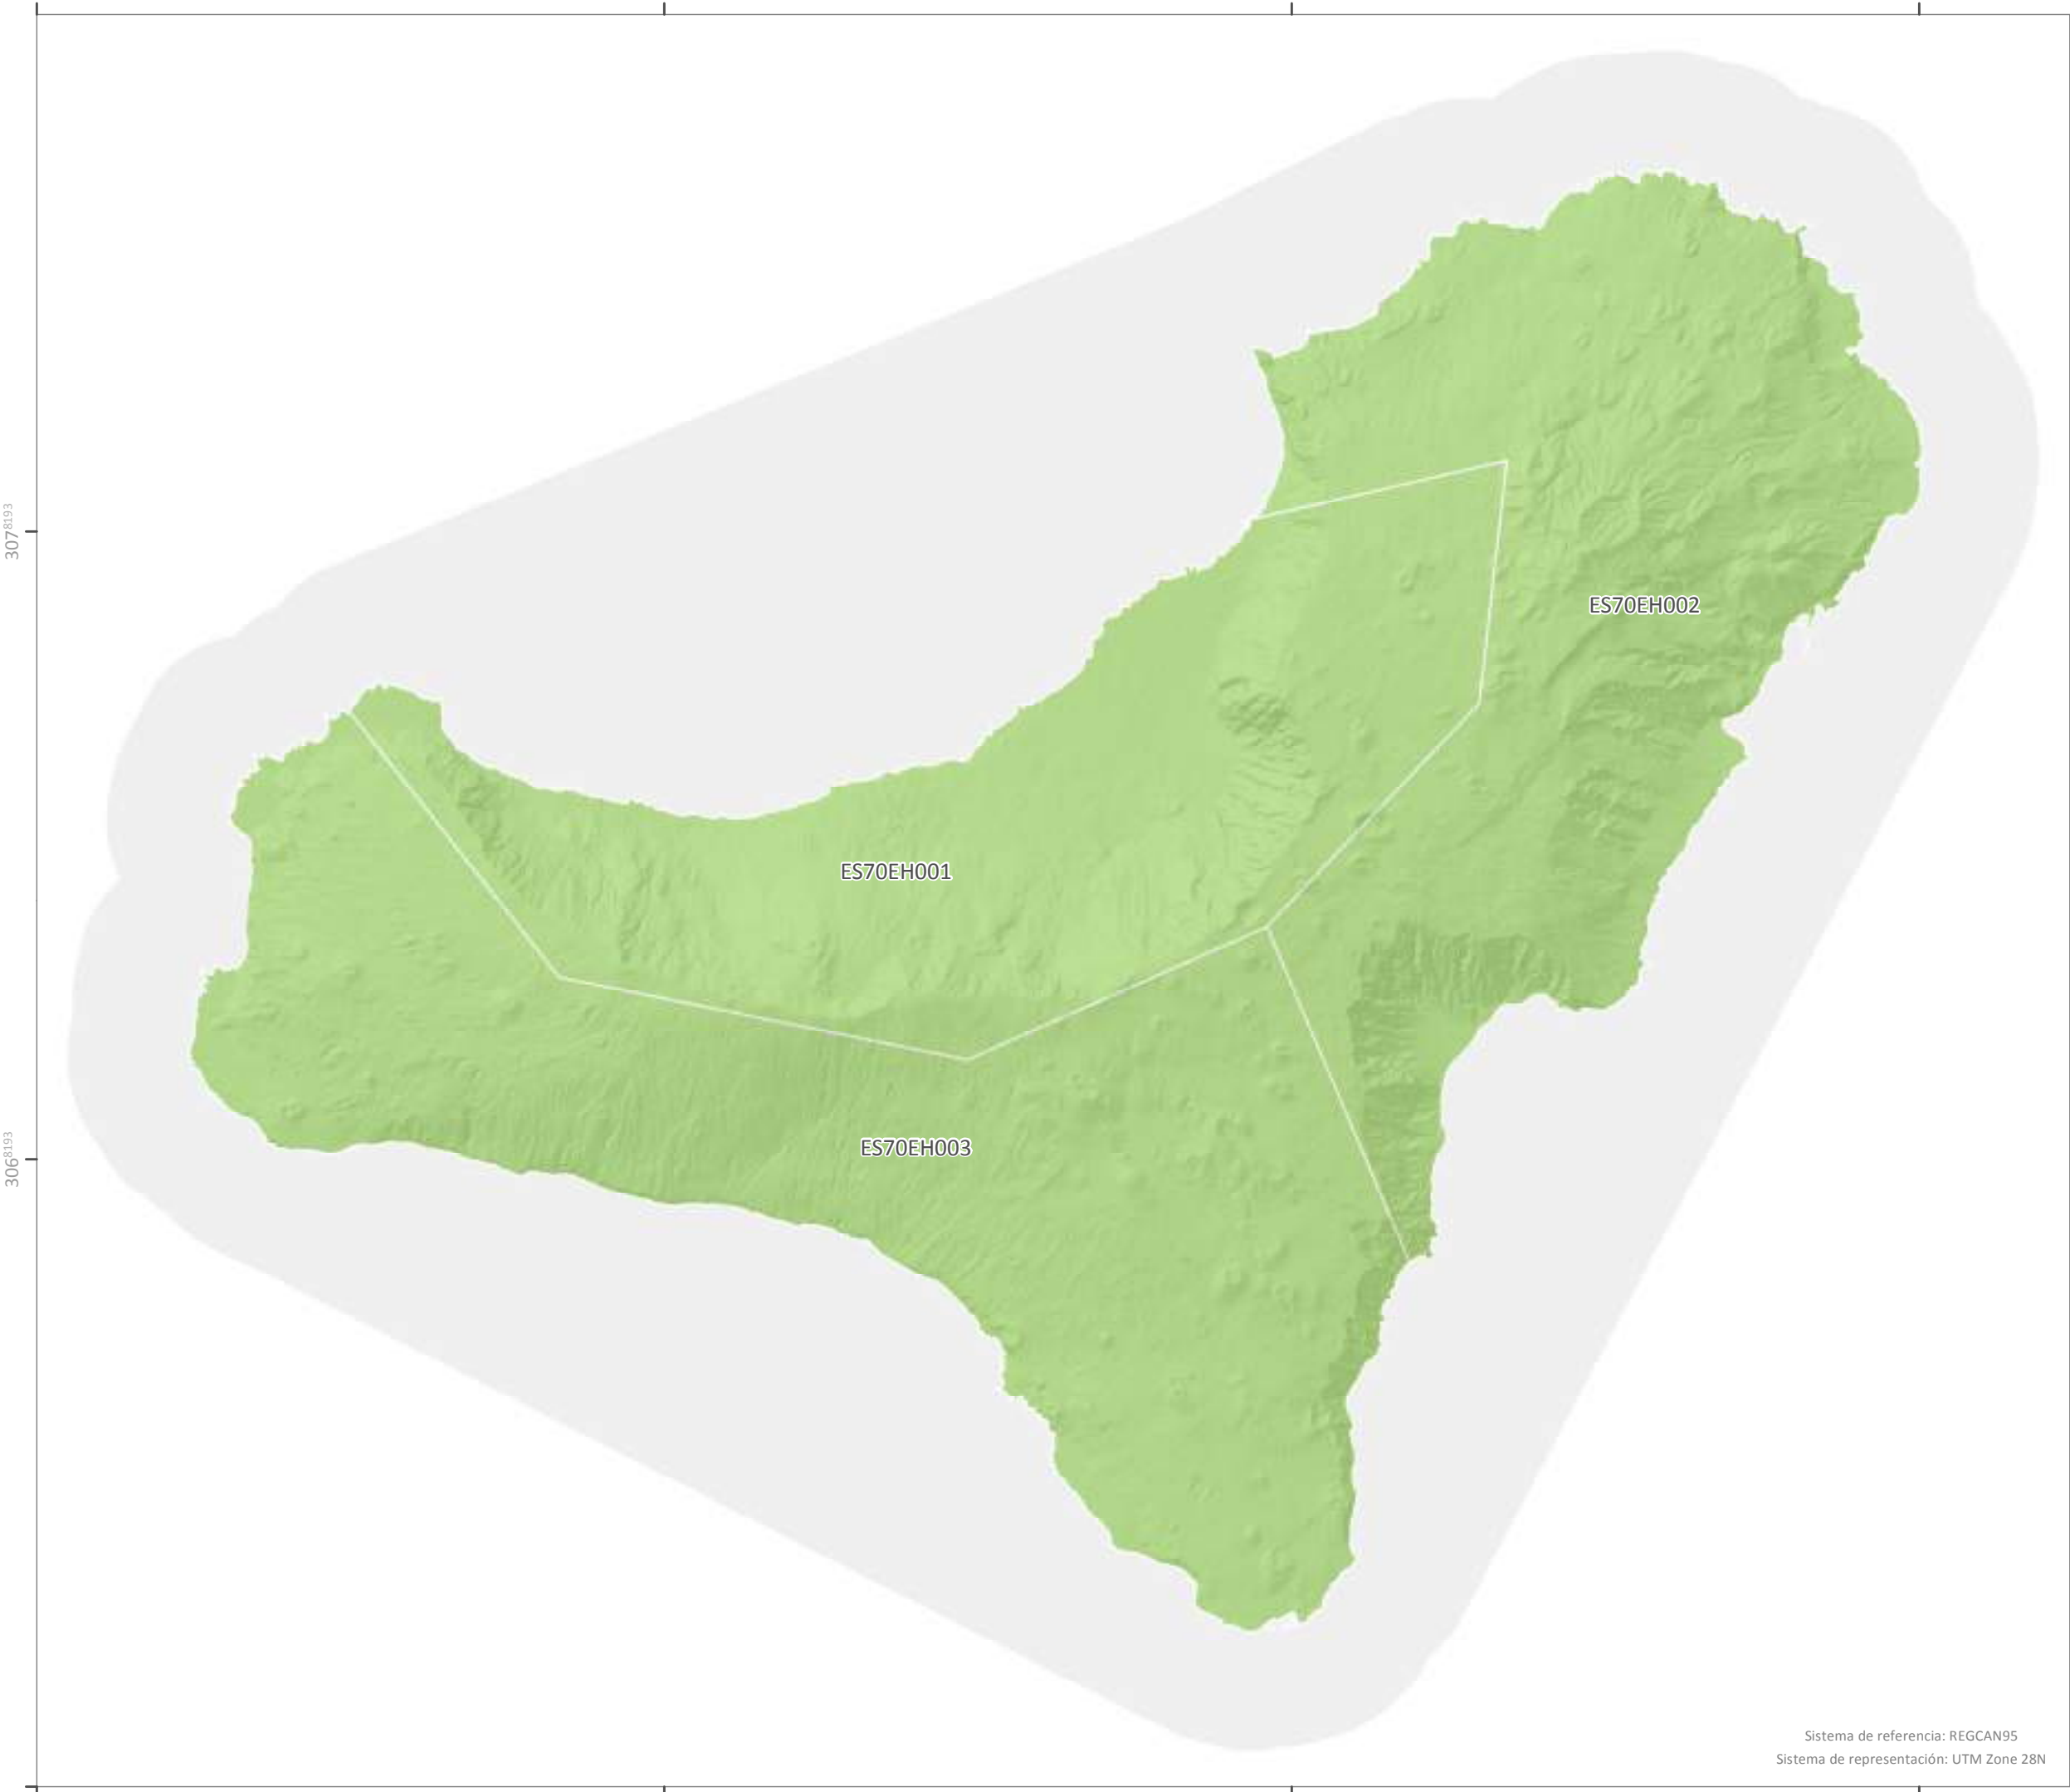 307⁸¹⁹³
ES70EH002
ES70EH001
ES70EH003
306⁸¹⁹³
Sistema de referencia: REGCAN95
Sistema de representación: UTM Zone 28N